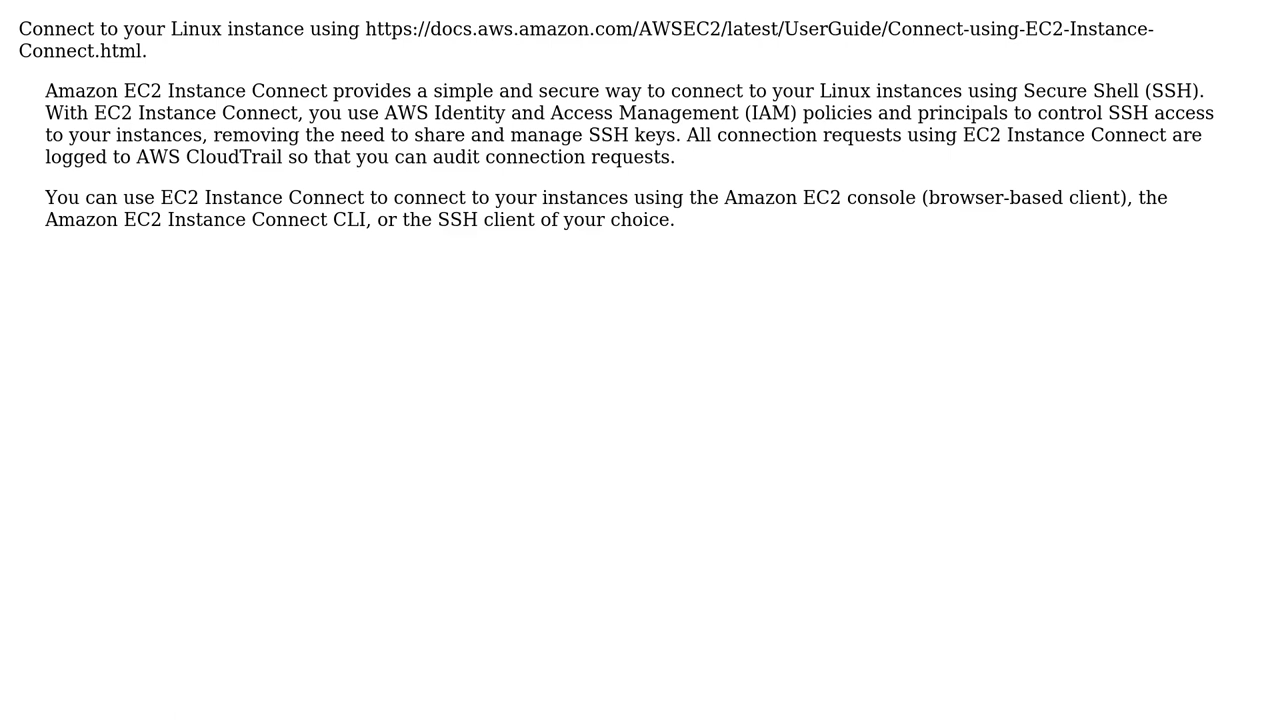 Connect to your Linux instance using https://docs.aws.amazon.com/AWSEC2/latest/UserGuide/Connect-using-EC2-Instance-
Connect.html.
Amazon EC2 Instance Connect provides a simple and secure way to connect to your Linux instances using Secure Shell (SSH).
With EC2 Instance Connect, you use AWS Identity and Access Management (IAM) policies and principals to control SSH access
to your instances, removing the need to share and manage SSH keys. All connection requests using EC2 Instance Connect are
logged to AWS CloudTrail so that you can audit connection requests.
You can use EC2 Instance Connect to connect to your instances using the Amazon EC2 console (browser-based client), the
Amazon EC2 Instance Connect CLI, or the SSH client of your choice.